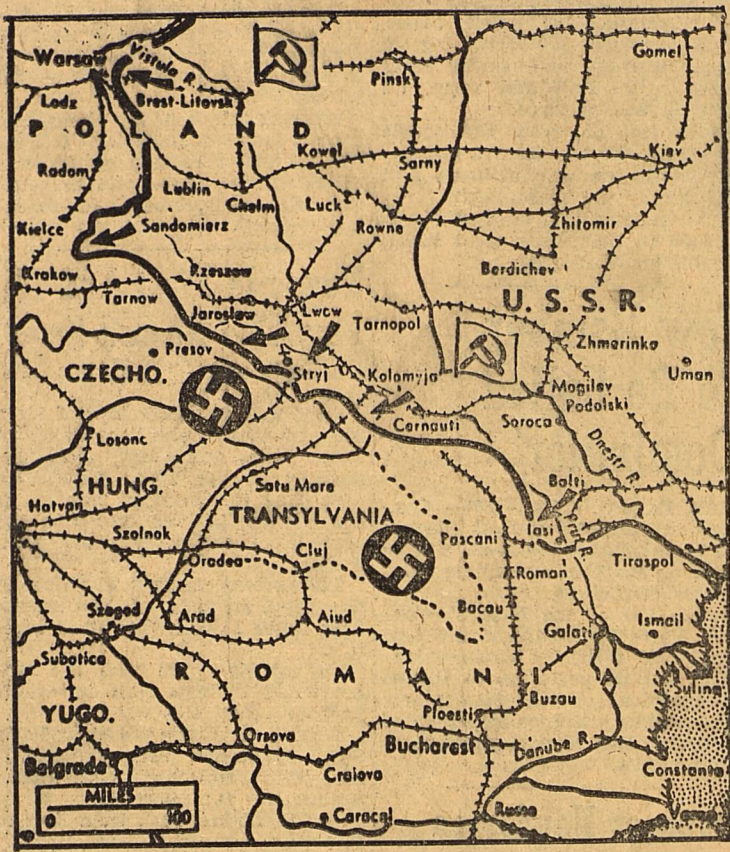 Warsaw
Vistula R.
Gomel
Pinsk
Lodz
Brest-Litovsk
POLAND
Kowel
Kiev
Sarny
Radom
Lublin
Chelm
Luck
Kielce
Sandomierz
Rowne
Zhitomir
Berdichev
Krakow
Rzeszow
Tarnow
U. S. S. R.
Jaroslaw
Lwow
Tarnopol
Zhmerinka
Presov
CZECHO.
Stryj
Kolomyja
Uman
Mogilev
Podolski
Cernauti
Soroca
Losonc
Dnestr R.
HUNG.
Satu Mare
Balti
Hatvan
TRANSYLVANIA
Iasi
Prut R.
Szolnok
Pascani
Cluj
Oradea
Roman
Tiraspol
Bacau
Szeged
Arad
Aiud
Ismail
Galati
Subotica
ROMANIA
Sulina
Buzau
YUGO.
Ploesti
Orsova
Bucharest
Danube R.
Belgrade
Craiova
Constanta
MILES
0 100
Caracal
Russe
Varna